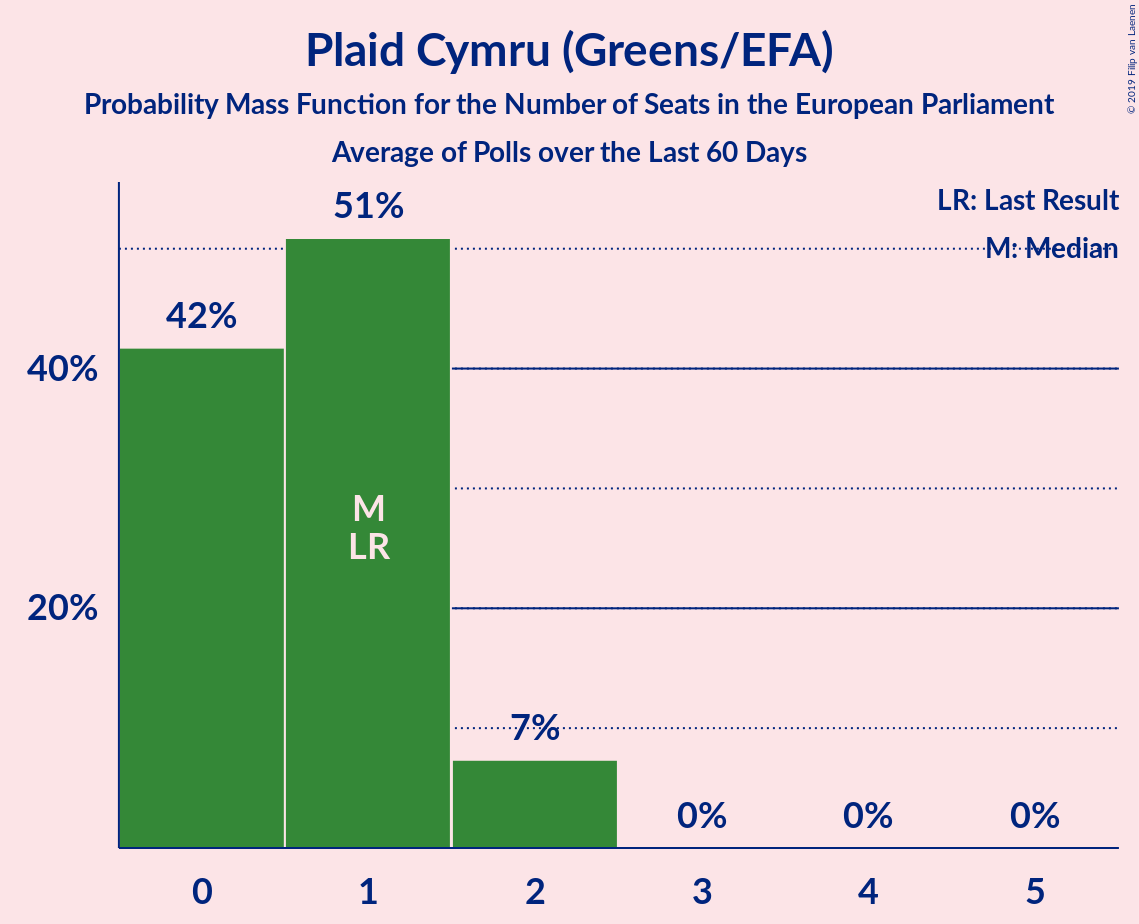 Plaid Cymru (Greens/EFA)
Probability Mass Function for the Number of Seats in the European Parliament
Average of Polls over the Last 60 Days
© 2019 Filip van Laenen
LR: Last Result
M: Median
51%
42%
40%
M
LR
20%
7%
0%
0%
0%
0
1
2
3
4
5